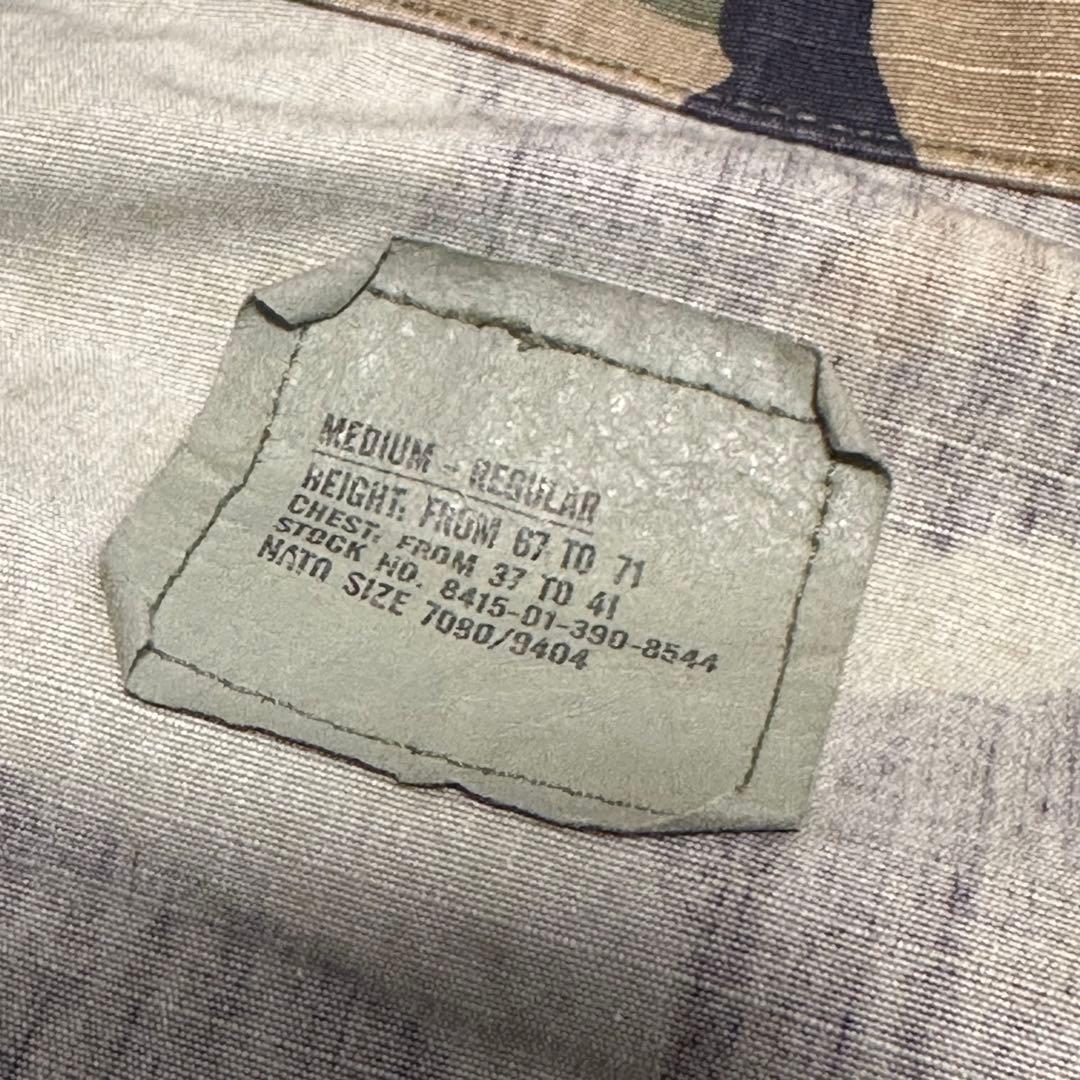 MEDIUM - REGULAR
HEIGHT: FROM 67 TO 71
CHEST: FROM 37 TO 41
STOCK NO. 8415-01-390-8544
NATO SIZE 7080/9404